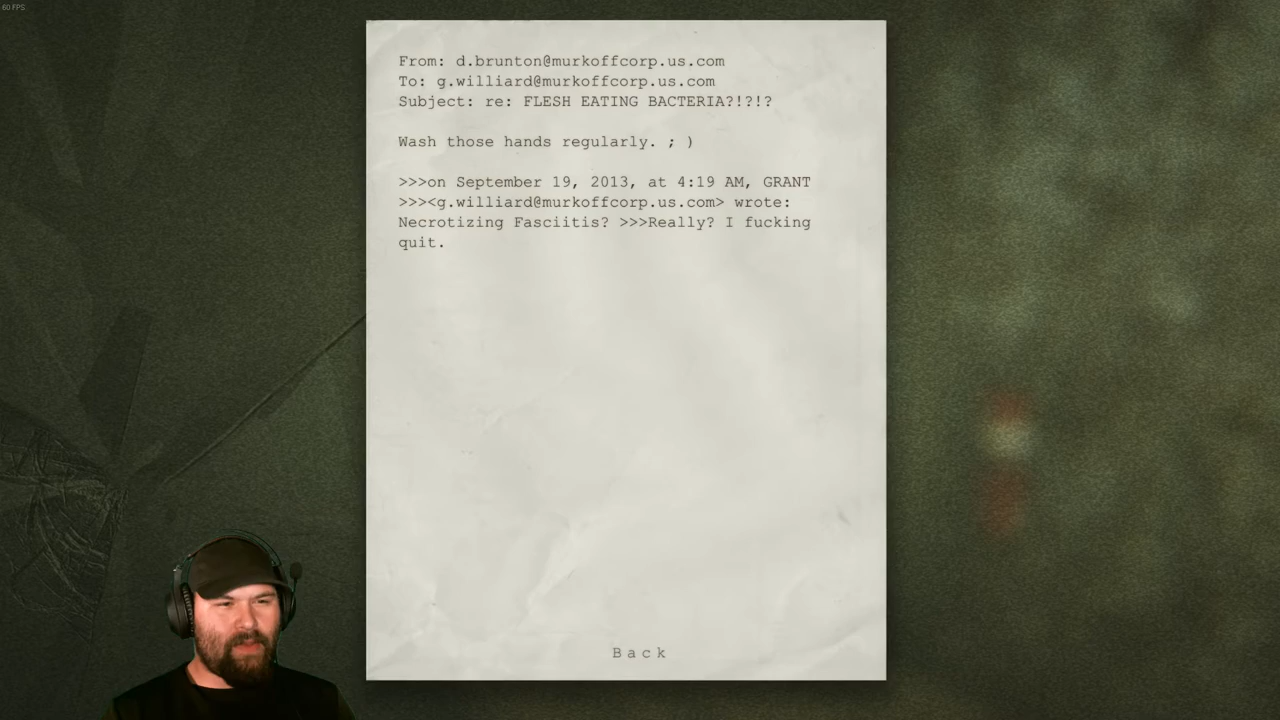 60 FPS
From: d.brunton@murkoffcorp.us.com
To: g.williard@murkoffcorp.us.com
Subject: re: FLESH EATING BACTERIA?!?!?
Wash those hands regularly. ; )
>>>on September 19, 2013, at 4:19 AM, GRANT
>>><g.williard@murkoffcorp.us.com> wrote:
Necrotizing Fasciitis? >>>Really? I fucking
quit.
Back